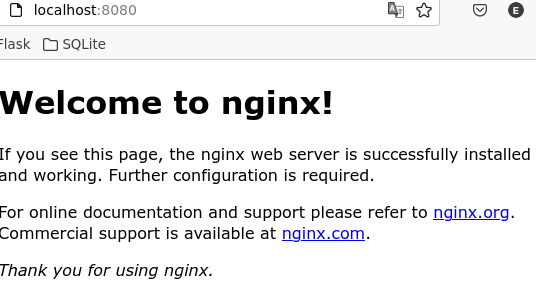 localhost:8080
E
Flask SQLite
Welcome to nginx!
If you see this page, the nginx web server is successfully installed
and working. Further configuration is required.
For online documentation and support please refer to nginx.org.
Commercial support is available at nginx.com.
Thank you for using nginx.